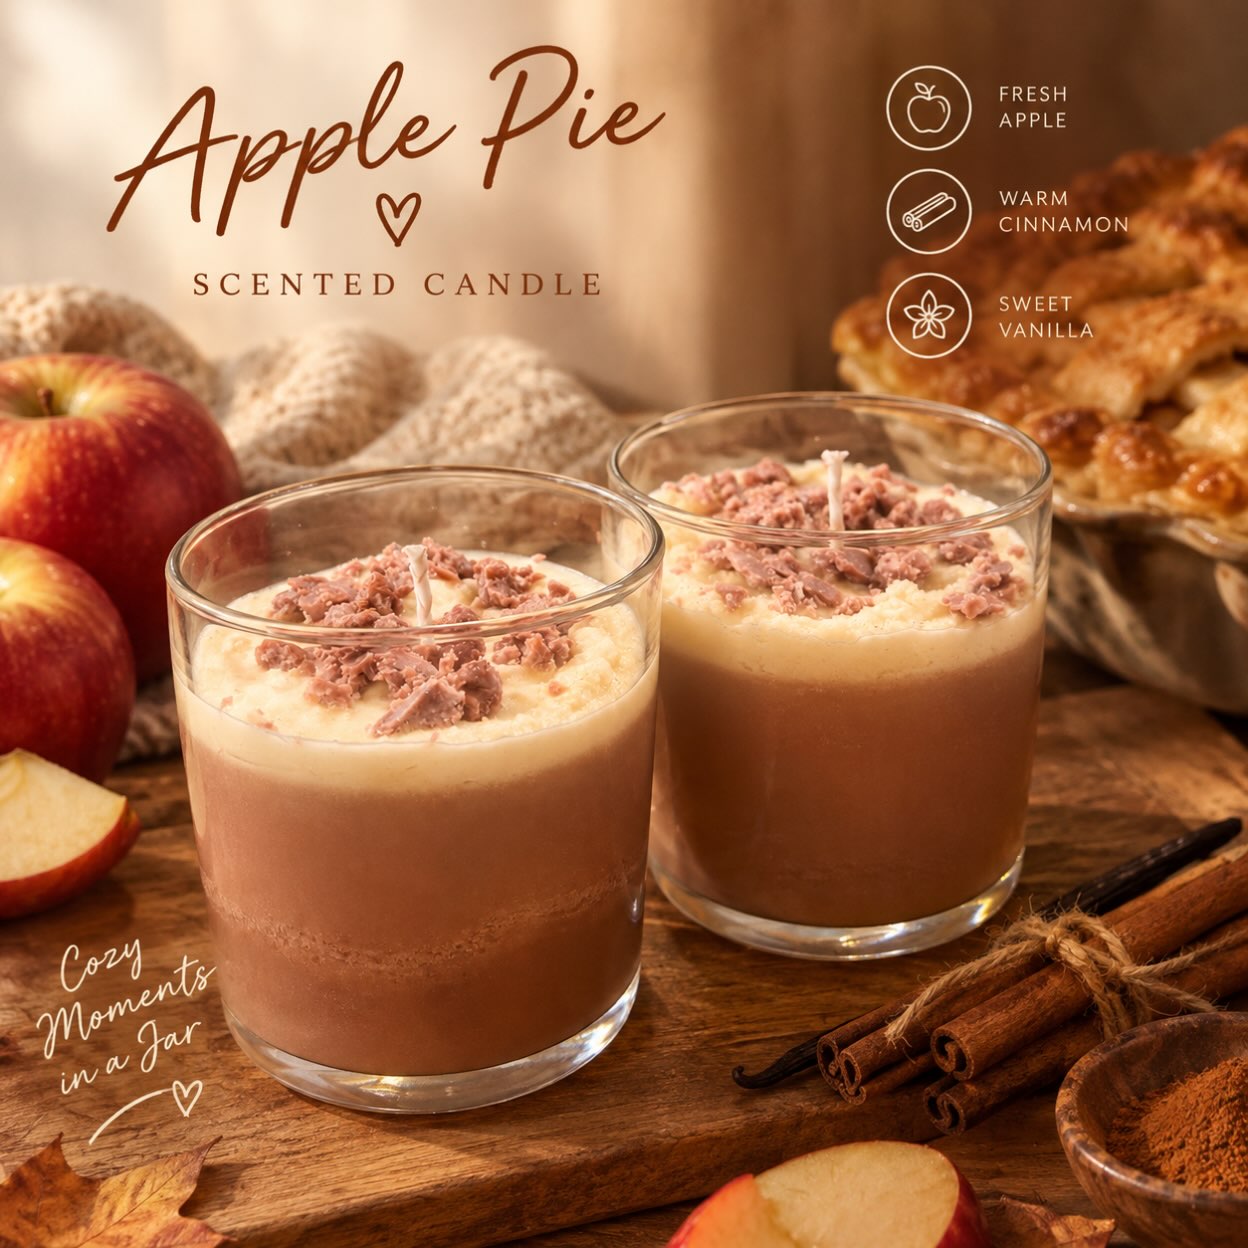 Apple Pie
SCENTED CANDLE
FRESH
APPLE
WARM
CINNAMON
SWEET
VANILLA
Cozy
Moments
in a Jar